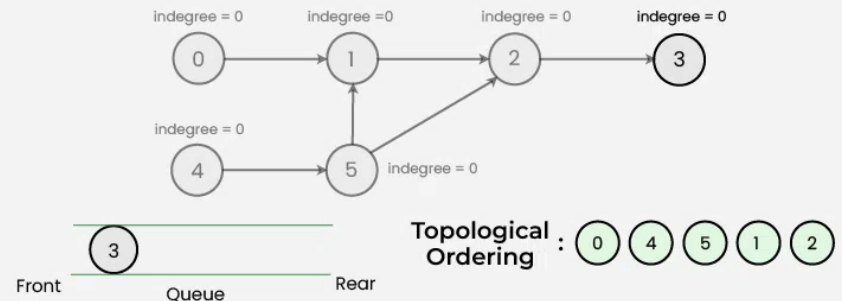 indegree = 0
indegree =0
indegree = 0
indegree = 0
0
1
2
3
indegree = 0
4
5
indegree = 0
3
Front
Queue
Rear
Topological
Ordering
:
0
4
5
1
2